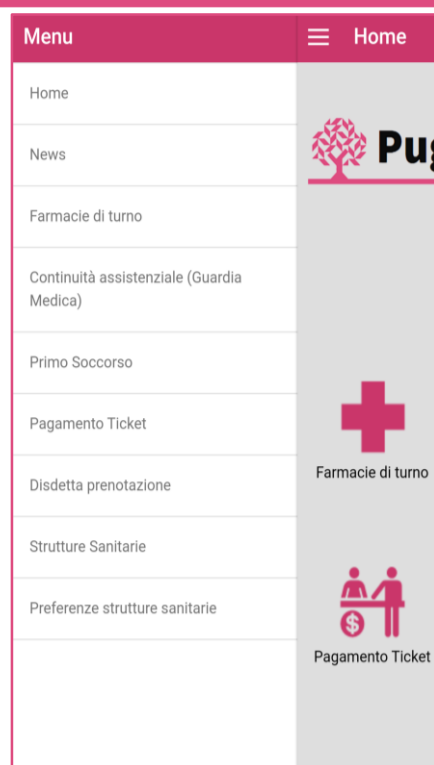 Menu
Home
News
Farmacie di turno
Continuità assistenziale (Guardia
Medica)
Primo Soccorso
Pagamento Ticket
Disdetta prenotazione
Strutture Sanitarie
Preferenze strutture sanitarie
Home
Pug
Farmacie di turno
$
Pagamento Ticket